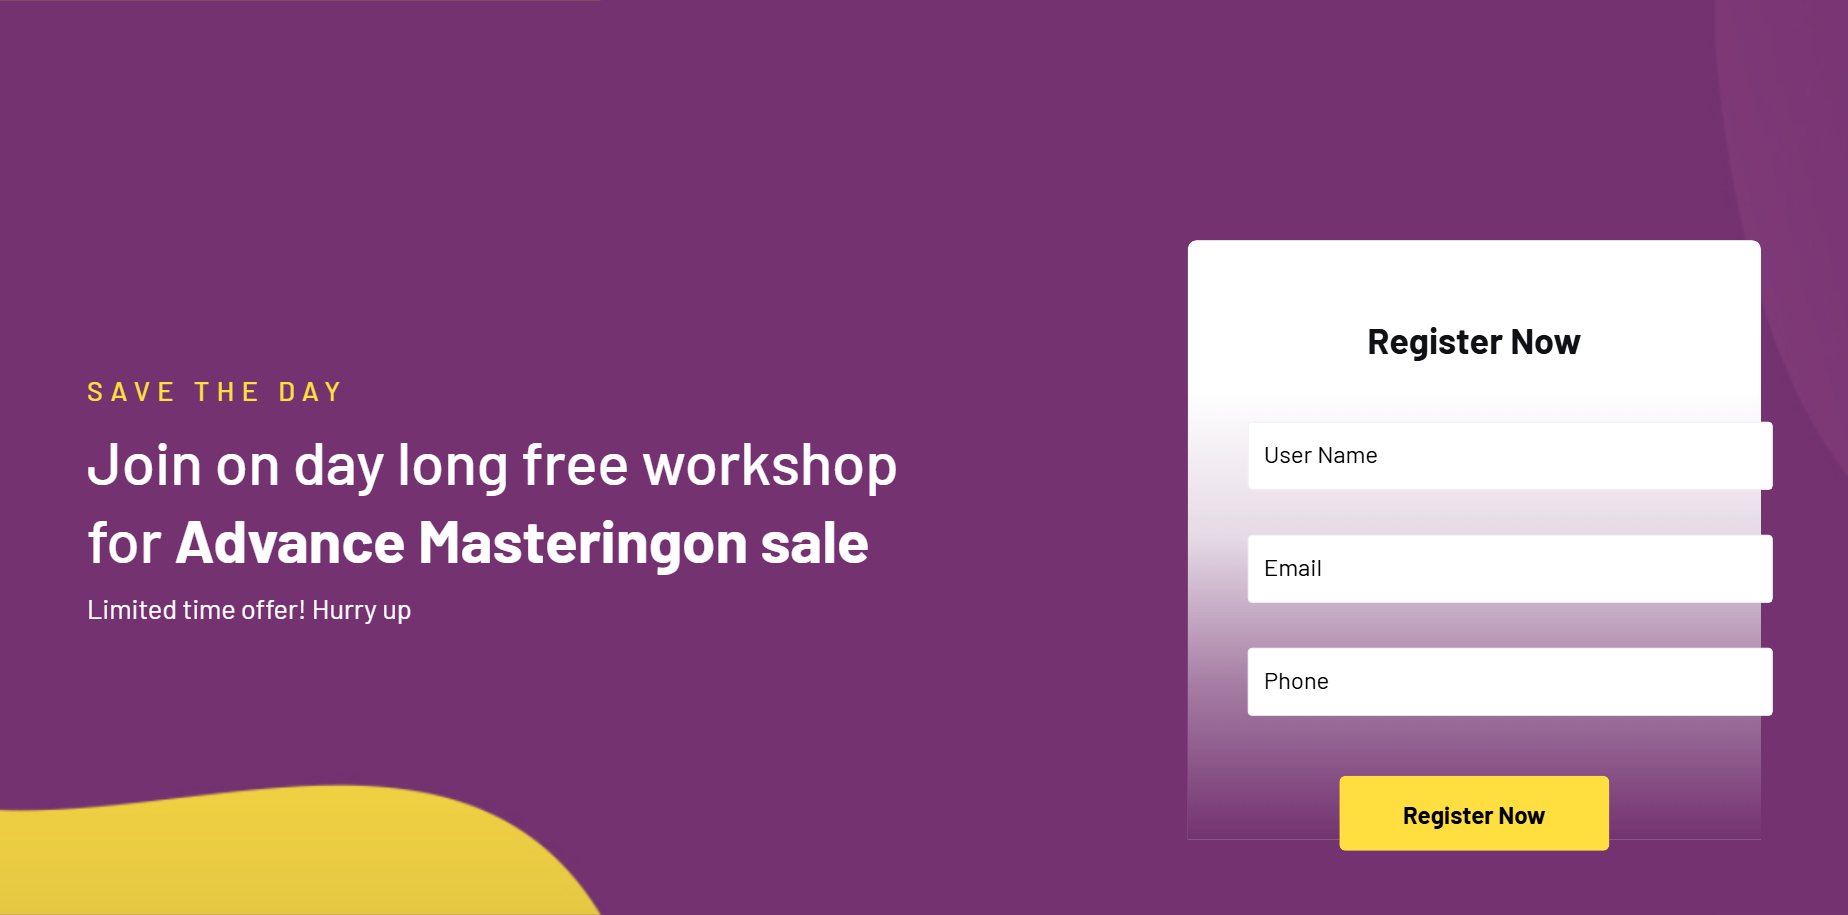 SAVE THE DAY
Join on day long free workshop
for Advance Masteringon sale
Limited time offer! Hurry up
Register Now
User Name
Email
Phone
Register Now